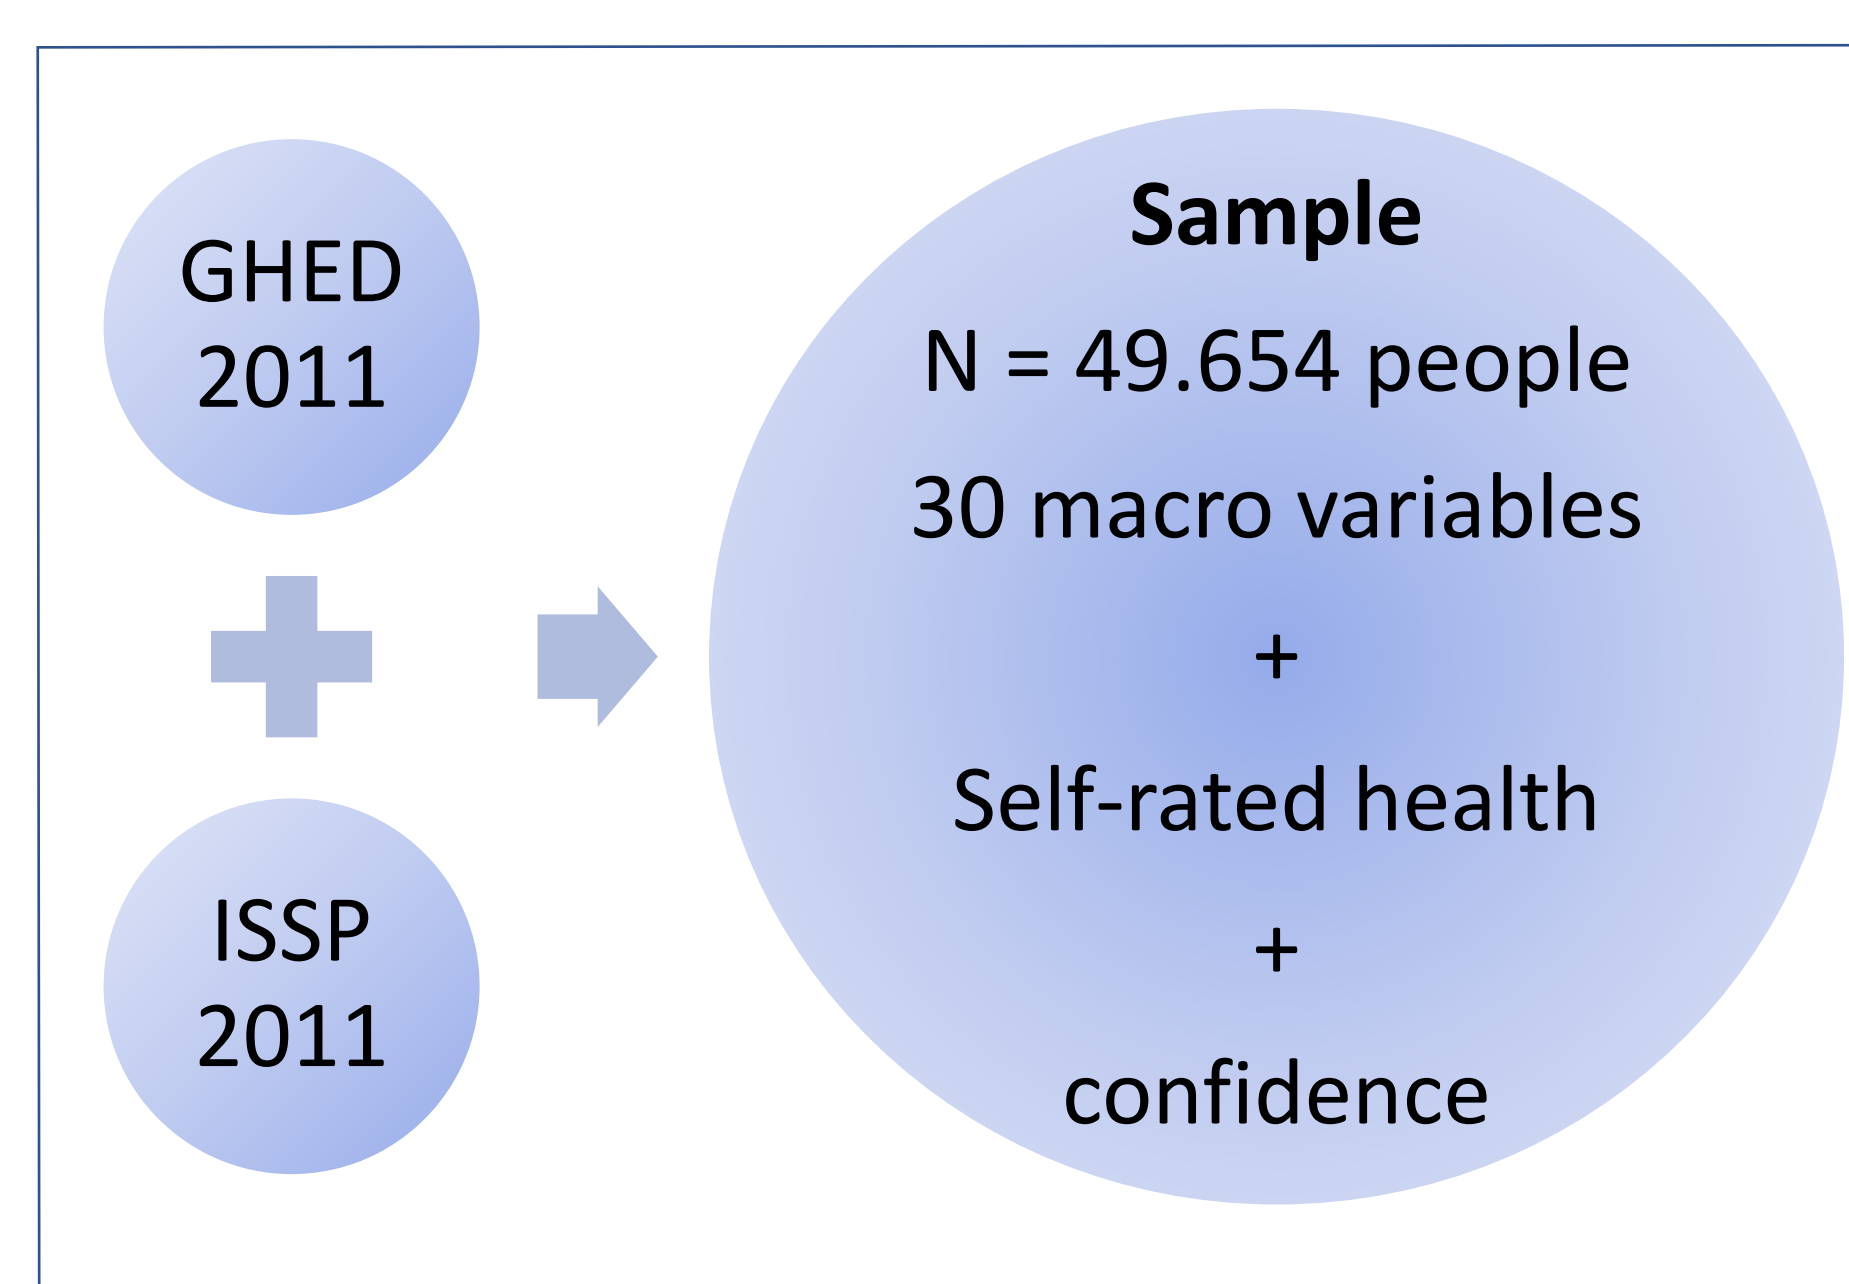 GHED
2011
ISSP
2011
Sample
N = 49.654 people
30 macro variables
+
Self-rated health
+
confidence